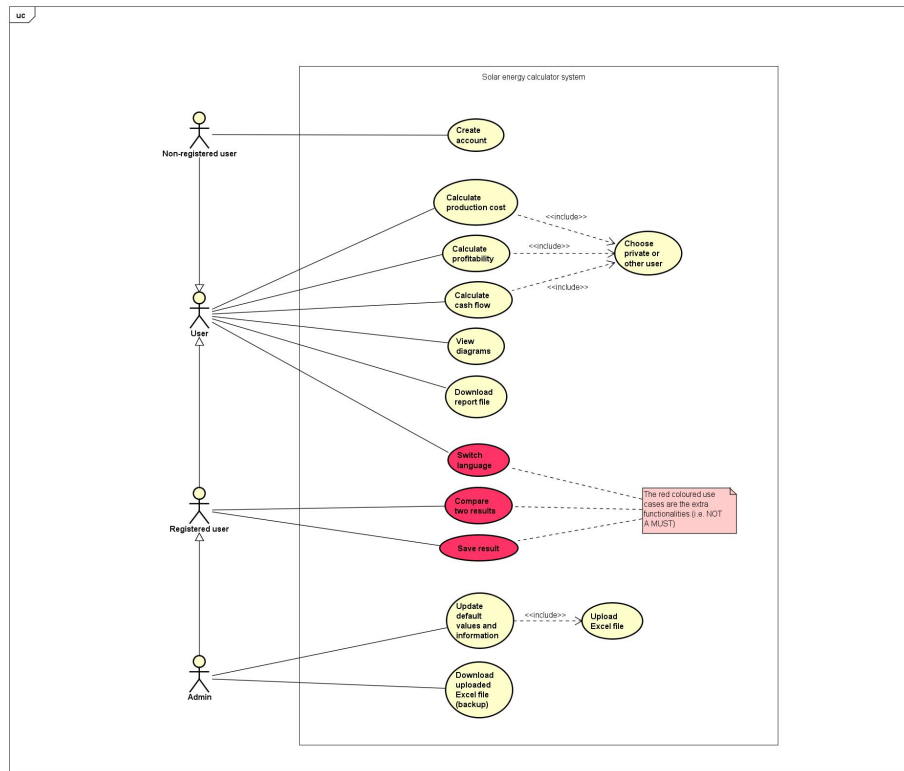 uc
Solar energy calculator system
Non-registered user
Create
account
Calculate
production cost
<<include>>
Calculate
profitability
<<include>>
Choose
private or
other user
Calculate
cash flow
<<include>>
User
View
diagrams
Download
report file
Switch
language
Registered user
Compare
two results
Save result
The red coloured use
cases are the extra
functionalities (i.e. NOT
A MUST)
Update
default
values and
information
<<include>>
Upload
Excel file
Admin
Download
uploaded
Excel file
(backup)